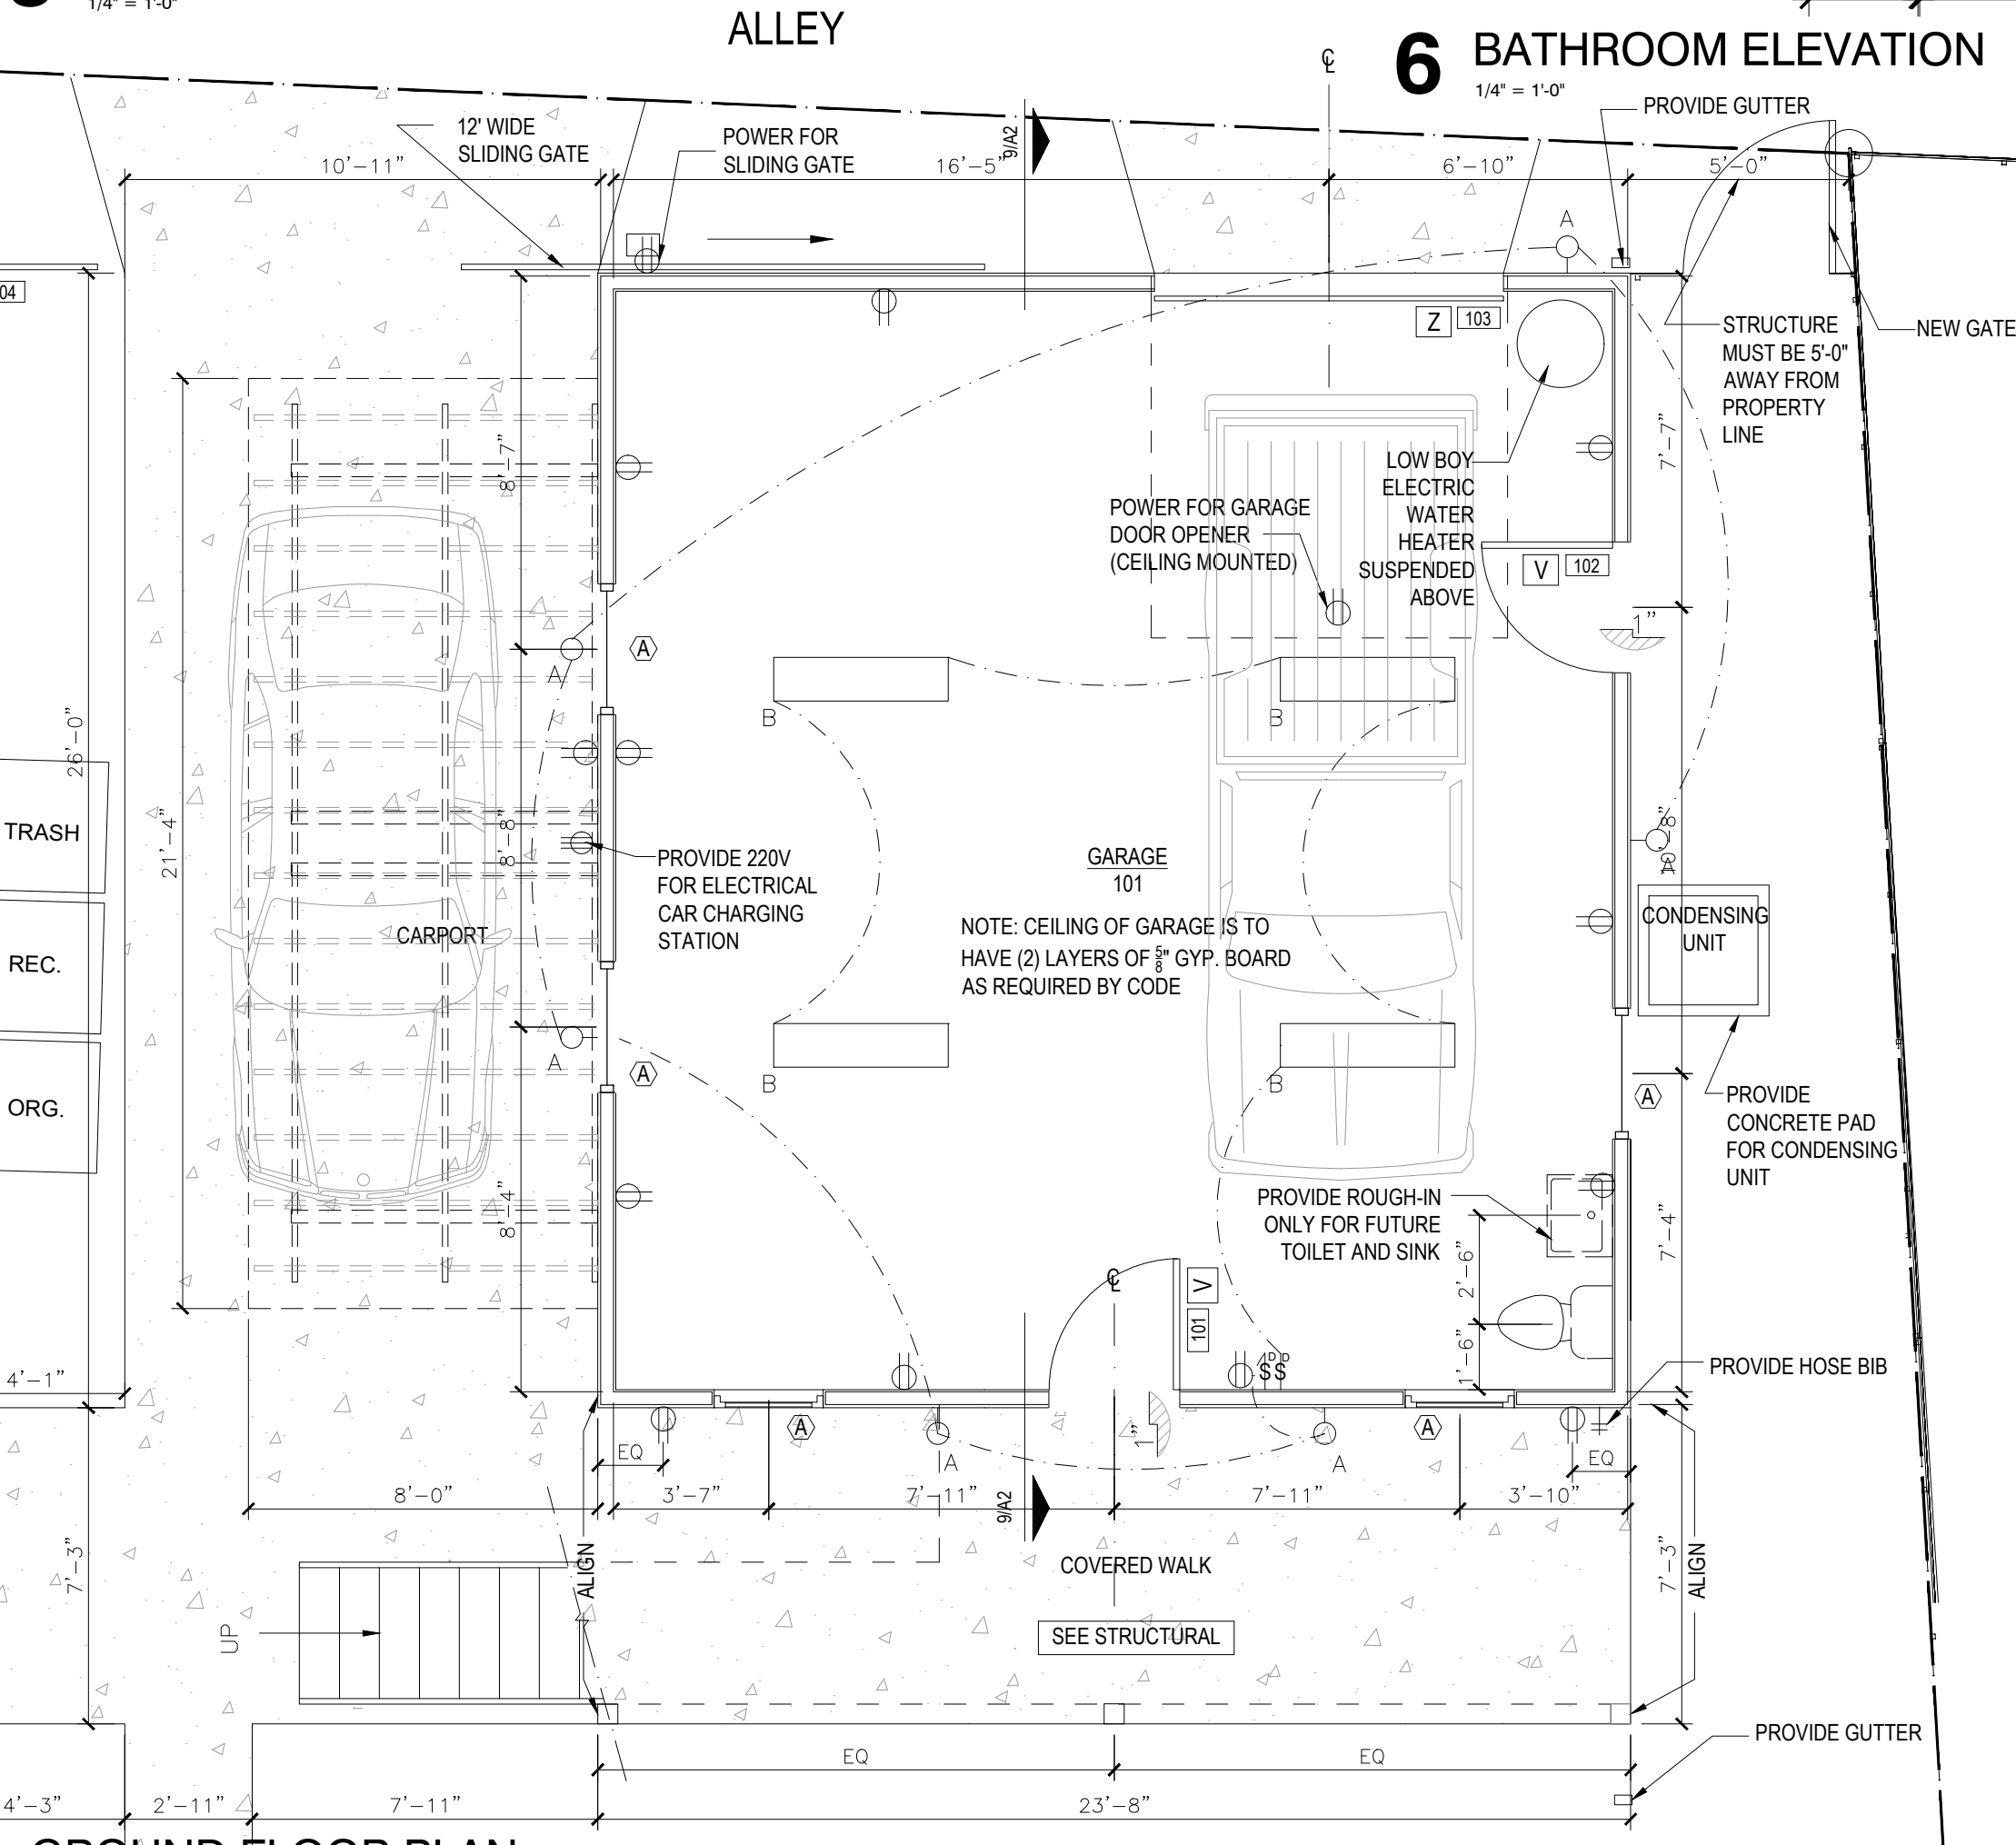 1/4" = 1'-0"
ALLEY
6 BATHROOM ELEVATION
1/4" = 1'-0"
℄
PROVIDE GUTTER
12' WIDE
SLIDING GATE
POWER FOR
SLIDING GATE
9/A2
10'-11"
16'-5"
6'-10"
5'-0"
A
04
Z
103
STRUCTURE
MUST BE 5'-0"
AWAY FROM
PROPERTY
LINE
NEW GATE
8'-7"
7'-7"
LOW BOY
ELECTRIC
WATER
HEATER
SUSPENDED
ABOVE
POWER FOR GARAGE
DOOR OPENER
(CEILING MOUNTED)
V
102
1"
A
A
B
B
26'-0"
21'-4"
TRASH
8'-8"
PROVIDE 220V
FOR ELECTRICAL
CAR CHARGING
STATION
GARAGE
101
A
CARPORT
NOTE: CEILING OF GARAGE IS TO
HAVE (2) LAYERS OF 5/8" GYP. BOARD
AS REQUIRED BY CODE
CONDENSING
UNIT
REC.
A
A
B
B
A
ORG.
PROVIDE
CONCRETE PAD
FOR CONDENSING
UNIT
8'-4"
PROVIDE ROUGH-IN
ONLY FOR FUTURE
TOILET AND SINK
7'-4"
2'-6"
℄
V
101
1'-6"
D D
$$
4'-1"
PROVIDE HOSE BIB
A
1"
A
EQ
A
A
EQ
8'-0"
3'-7"
7'-11"
9/A2
7'-11"
3'-10"
7'-3"
ALIGN
COVERED WALK
7'-3"
ALIGN
UP
SEE STRUCTURAL
PROVIDE GUTTER
EQ
EQ
4'-3"
2'-11"
7'-11"
23'-8"
GROUND FLOOR PLAN